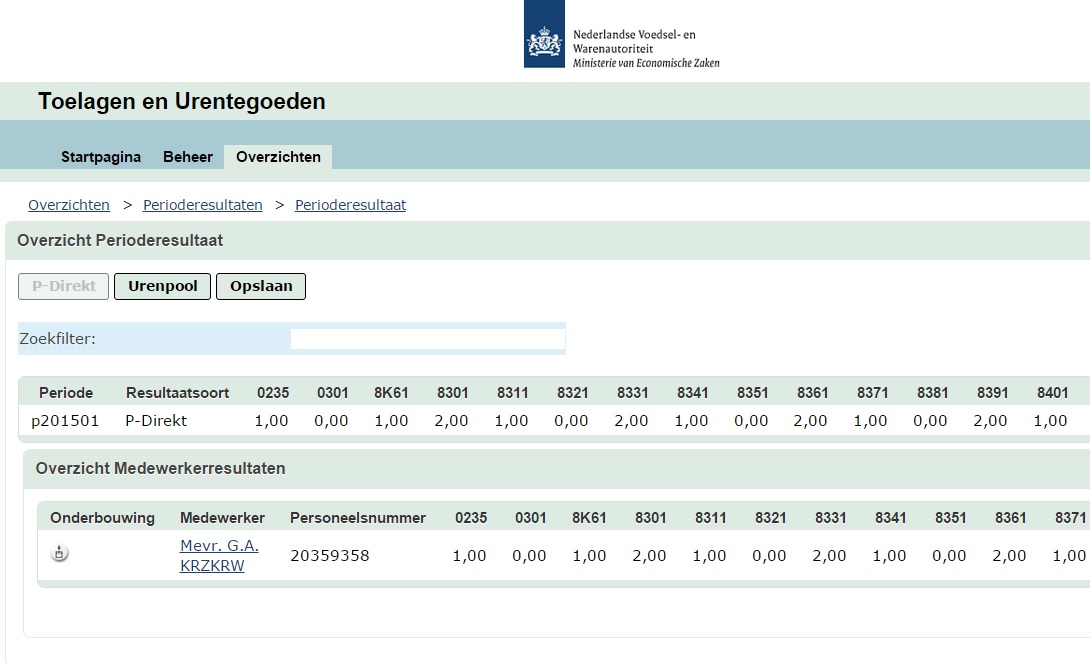 Nederlandse Voedsel- en
Warenautoriteit
Ministerie van Economische Zaken
Toelagen en Urentegoeden
Startpagina Beheer Overzichten
Overzichten > Perioderesultaten > Perioderesultaat
Overzicht Perioderesultaat
P-Direkt Urenpool Opslaan
Zoekfilter:
Periode Resultaatsoort 0235 0301 8K61 8301 8311 8321 8331 8341 8351 8361 8371 8381 8391 8401
p201501 P-Direkt 1,00 0,00 1,00 2,00 1,00 0,00 2,00 1,00 0,00 2,00 1,00 0,00 2,00 1,00
Overzicht Medewerkerresultaten
Onderbouwing Medewerker Personeelsnummer 0235 0301 8K61 8301 8311 8321 8331 8341 8351 8361 8371
Mevr. G.A.
KRZKRW 20359358 1,00 0,00 1,00 2,00 1,00 0,00 2,00 1,00 0,00 2,00 1,00